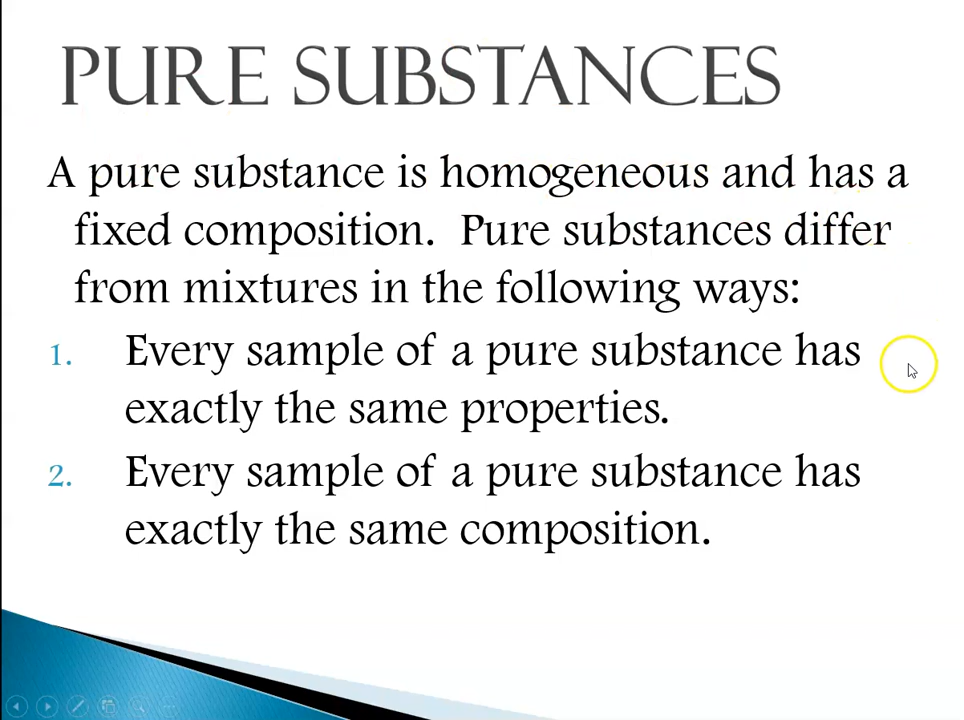 PURE SUBSTANCES
A pure substance is homogeneous and has a
fixed composition.  Pure substances differ
from mixtures in the following ways:
1. Every sample of a pure substance has
exactly the same properties.
2. Every sample of a pure substance has
exactly the same composition.